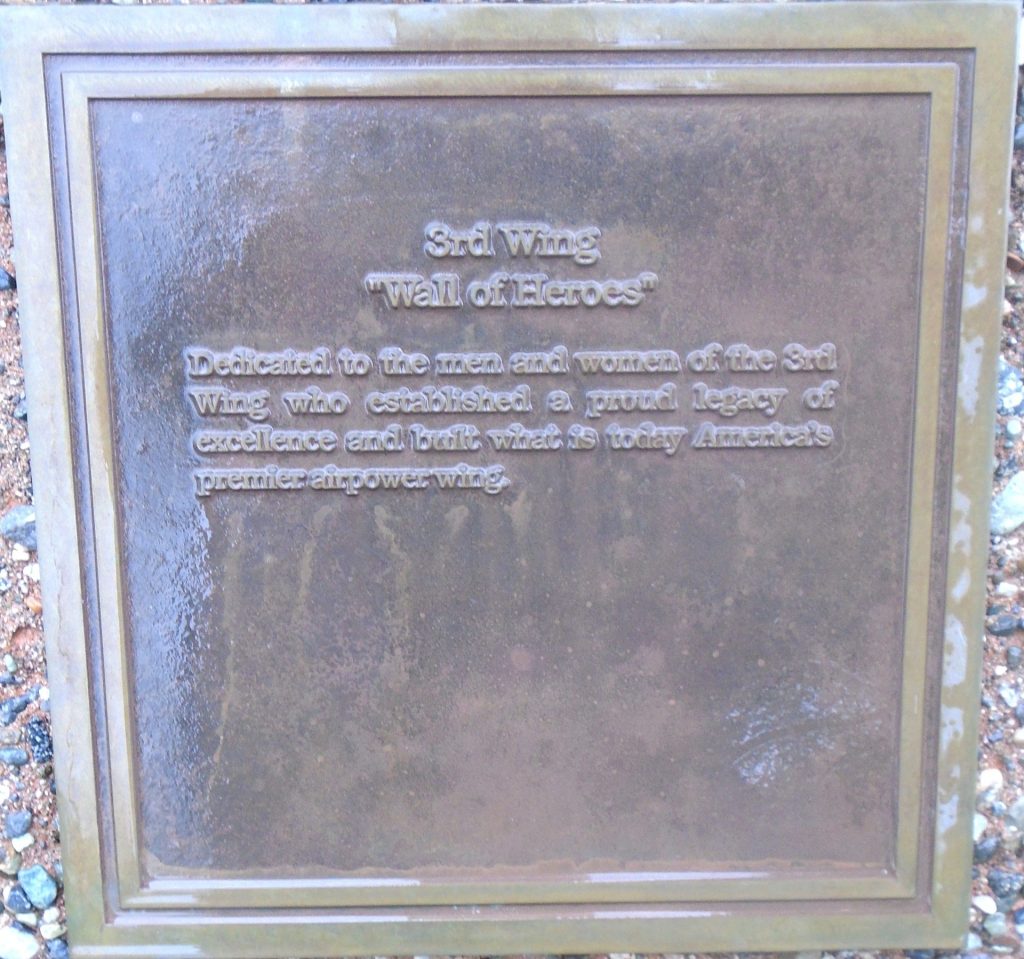 3rd Wing
"Wall of Heroes"
Dedicated to the men and women of the 3rd
Wing who established a proud legacy of
excellence and built what is today America's
premier airpower wing.